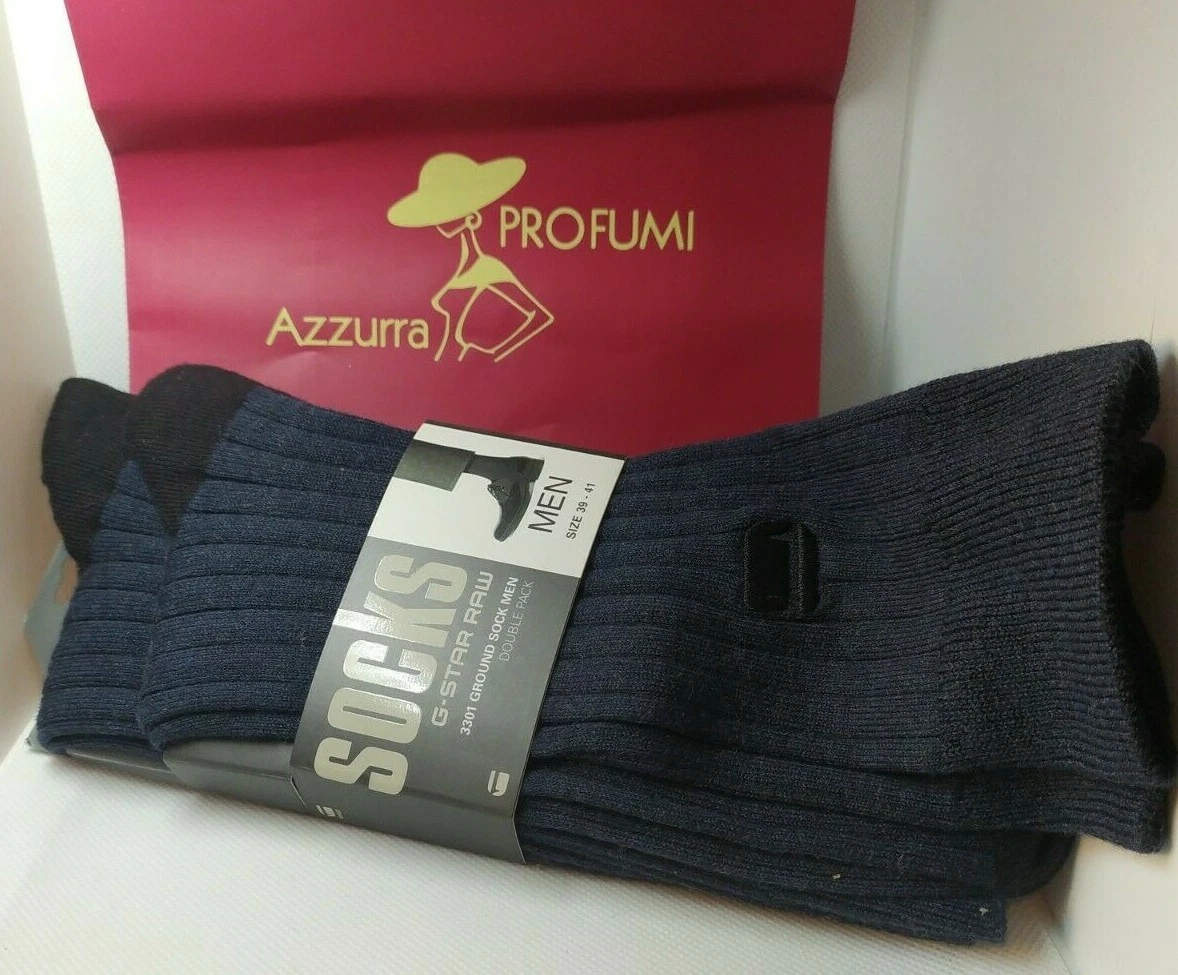 PROFUMI
Azzurra
MEN
SIZE 39 - 41
SOCKS
G-STAR RAW
3301 GROUND SOCK MEN
DOUBLE PACK